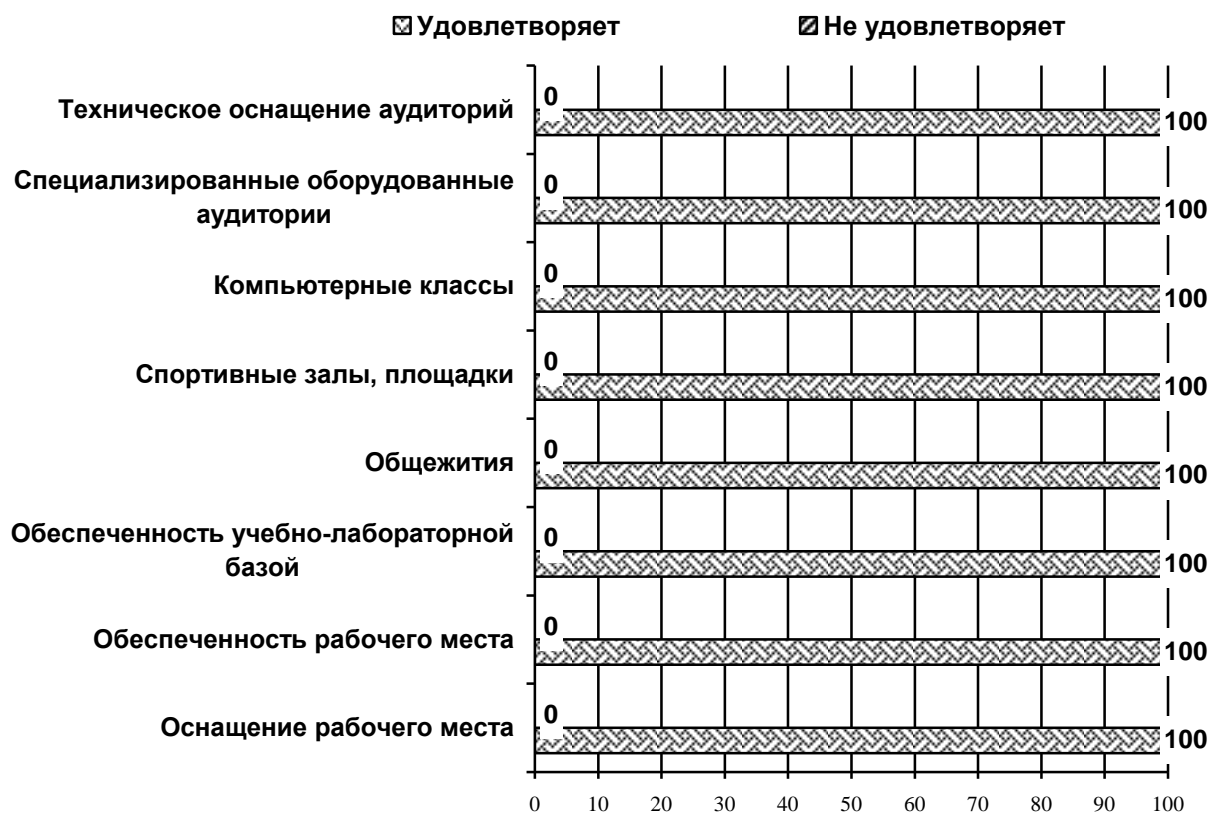 Удовлетворяет Не удовлетворяет
0
Техническое оснащение аудиторий
100
Специализированные оборудованные
0
аудитории
100
0
Компьютерные классы
100
0
Спортивные залы, площадки
100
0
Общежития
100
Обеспеченность учебно-лабораторной
0
базой
100
0
Обеспеченность рабочего места
100
0
Оснащение рабочего места
100
0 10 20 30 40 50 60 70 80 90 100